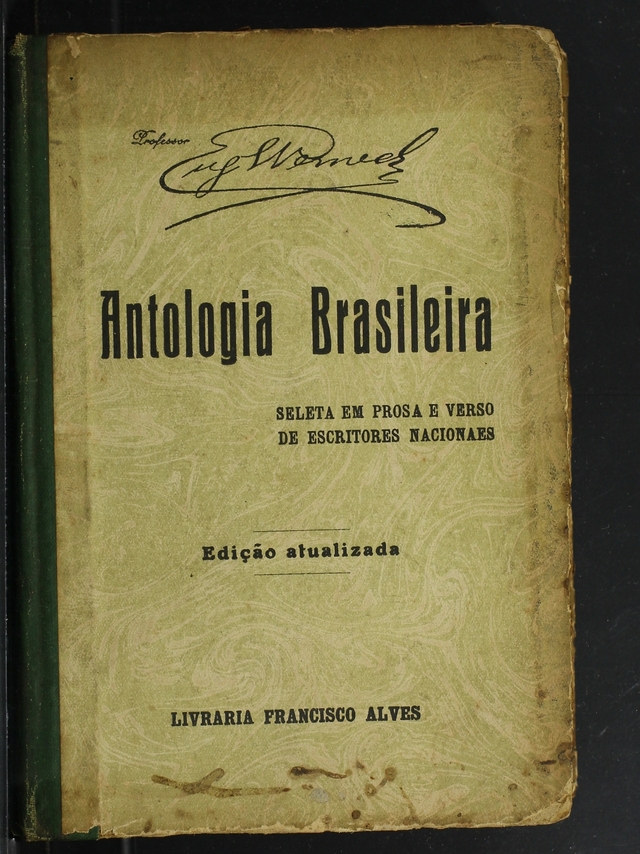 Professor
Eug Werneck
Antologia Brasileira
SELETA EM PROSA E VERSO
DE ESCRITORES NACIONAES
Edição atualizada
LIVRARIA FRANCISCO ALVES